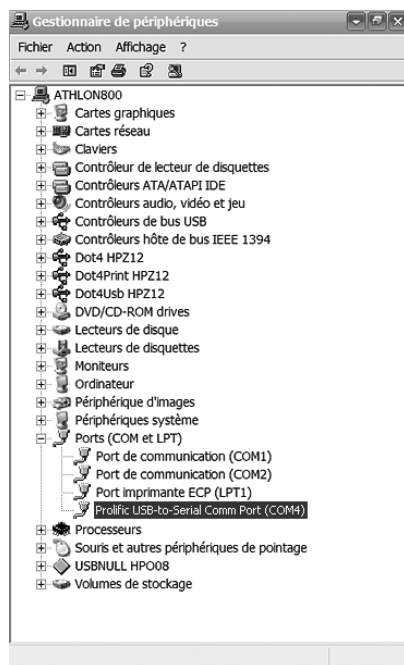 Gestionnaire de périphériques
Fichier Action Affichage ?
ATHLON800
Cartes graphiques
Cartes réseau
Claviers
Contrôleur de lecteur de disquettes
Contrôleurs ATA/ATAPI IDE
Contrôleurs audio, vidéo et jeu
Contrôleurs de bus USB
Contrôleurs hôte de bus IEEE 1394
Dot4 HPZ12
Dot4Print HPZ12
Dot4Usb HPZ12
DVD/CD-ROM drives
Lecteurs de disque
Lecteurs de disquettes
Moniteurs
Ordinateur
Périphérique d'images
Périphériques système
Ports (COM et LPT)
Port de communication (COM1)
Port de communication (COM2)
Port imprimante ECP (LPT1)
Prolific USB-to-Serial Comm Port (COM4)
Processeurs
Souris et autres périphériques de pointage
USBNULL HPO08
Volumes de stockage